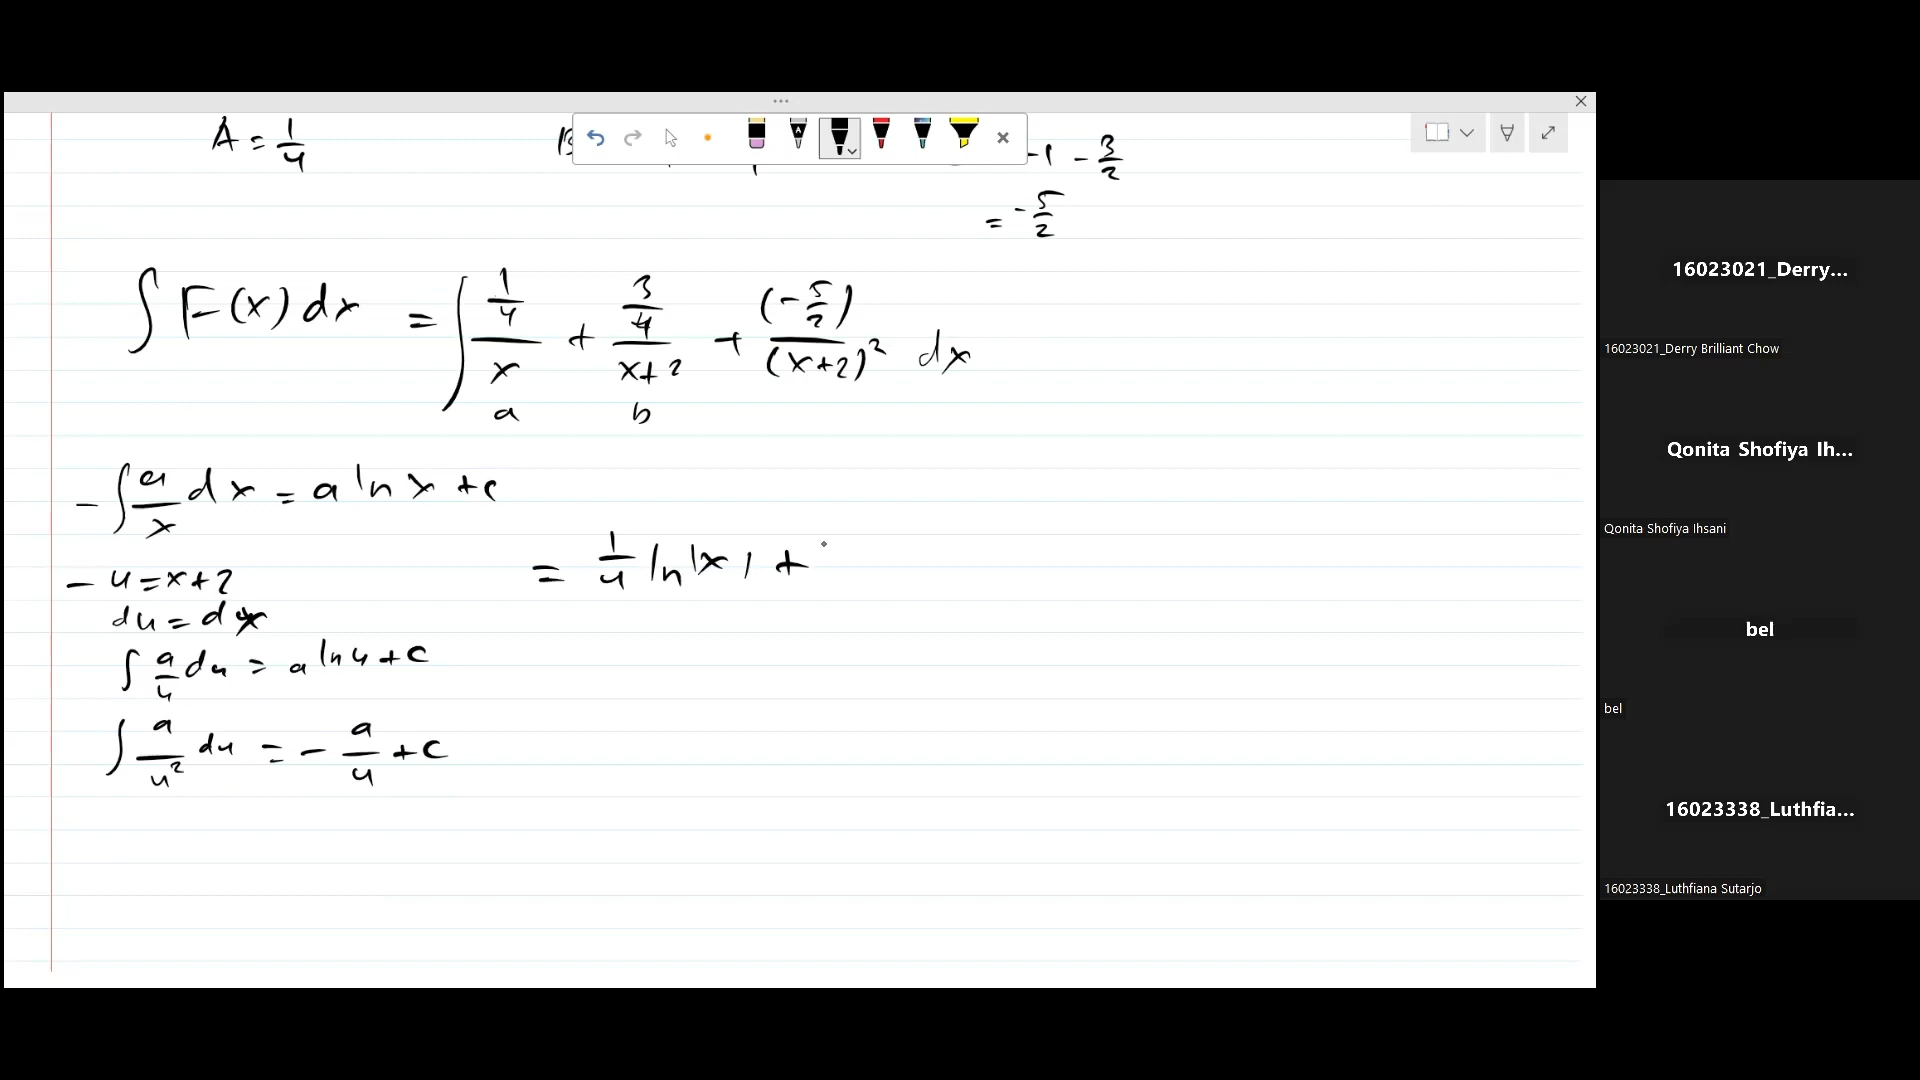 A = 1/4
-1 - 3/2
= -5/2
∫ F(x) dx = ∫ (1/4)/x + (3/4)/(x+2) + (-5/2)/(x+2)² dx
a b
- ∫ a/x dx = a ln x + c
= 1/4 ln |x| +
- u = x+2
du = dx
∫ a/u du = a ln u + c
∫ a/u² du = - a/u + c
16023021_Derry...
16023021_Derry Brilliant Chow
Qonita Shofiya Ih...
Qonita Shofiya Ihsani
bel
bel
16023338_Luthfia...
16023338_Luthfiana Sutarjo